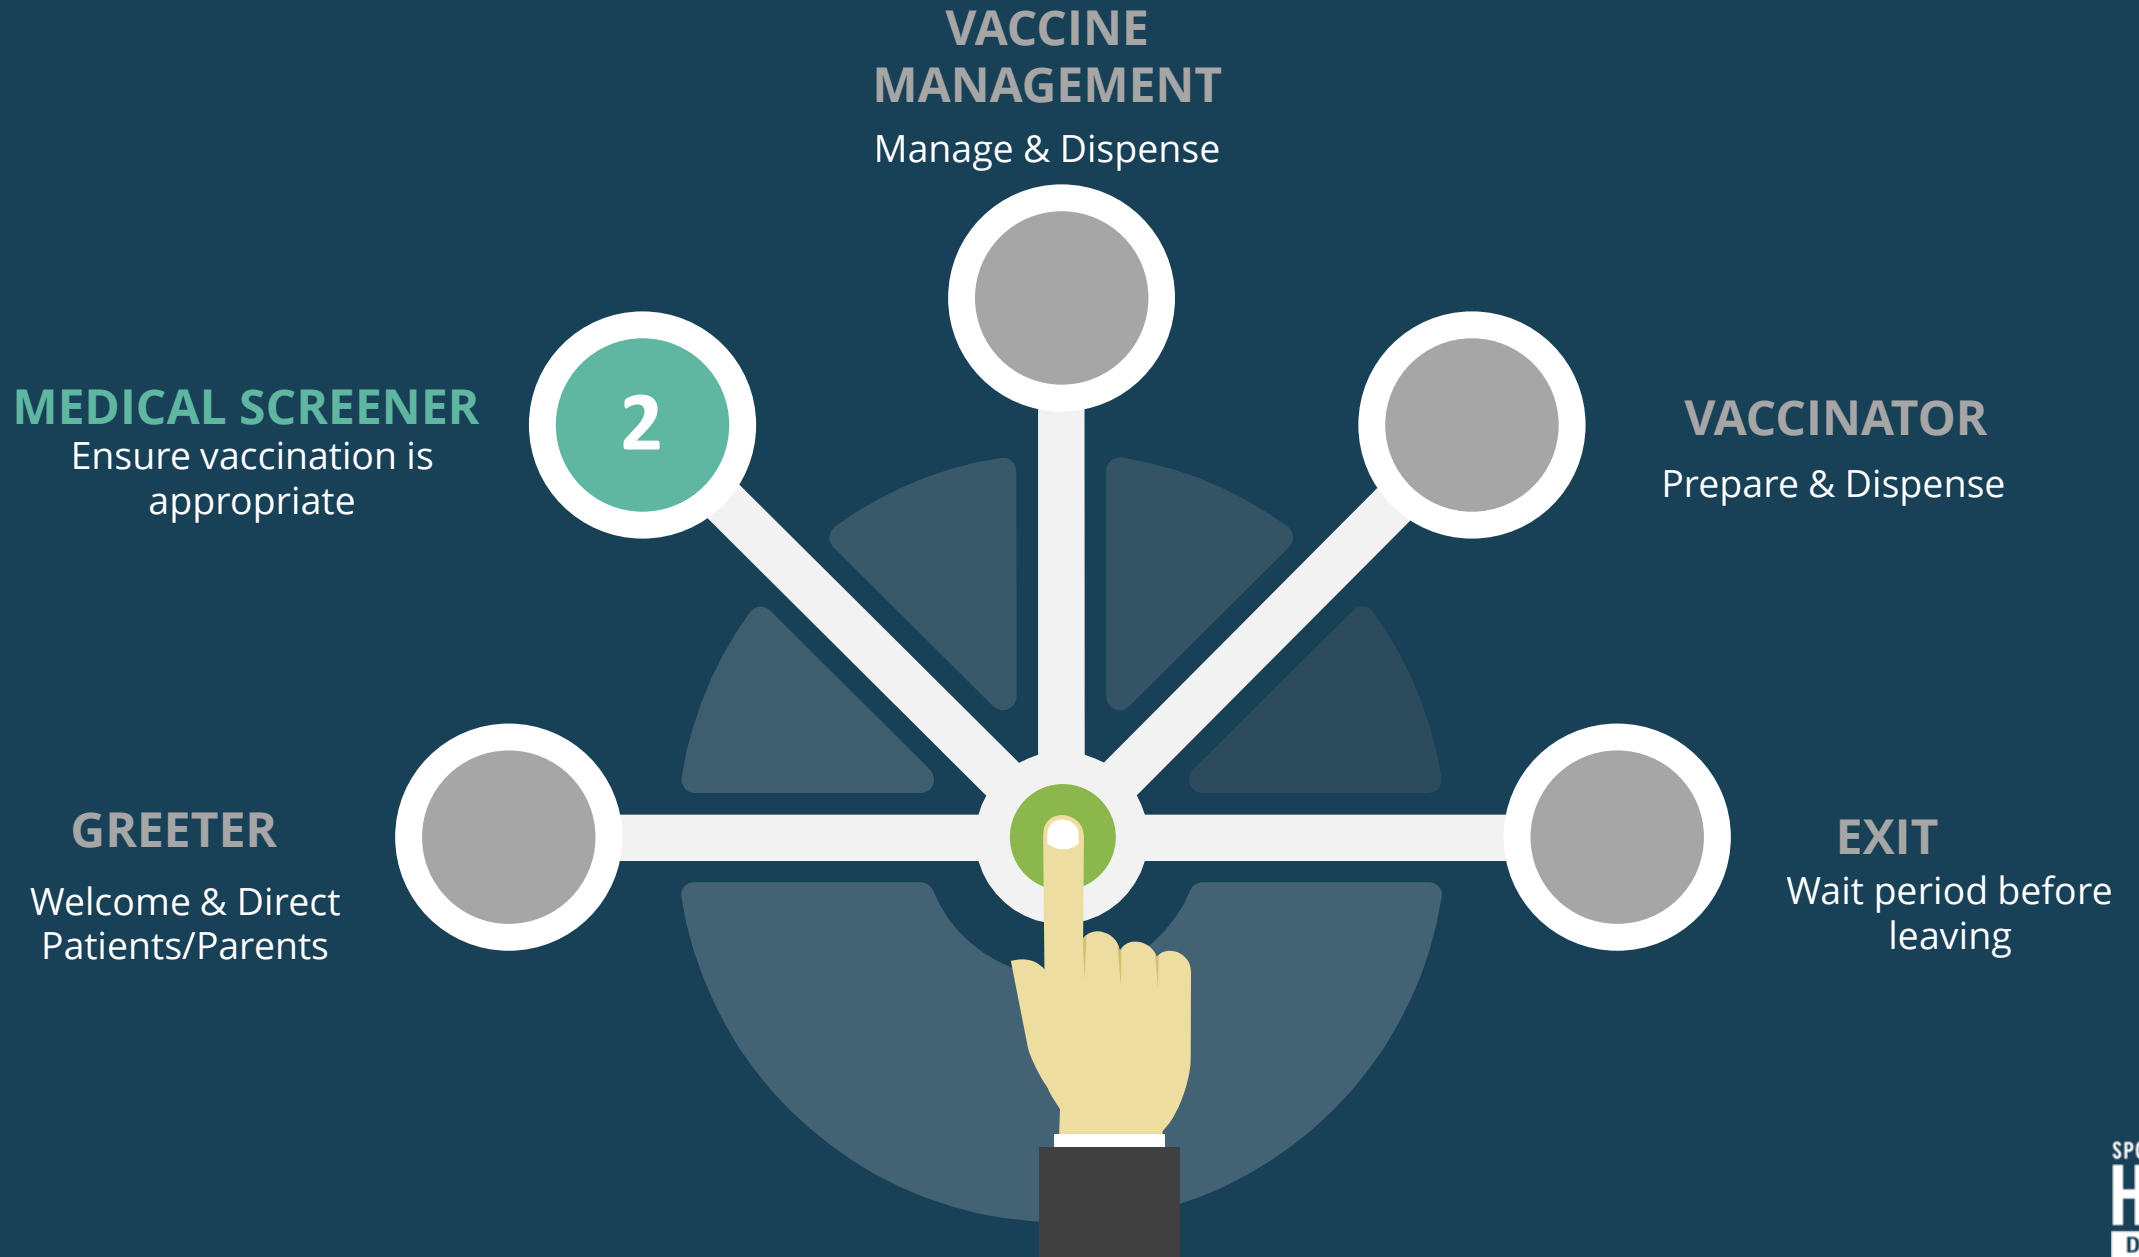 VACCINE
MANAGEMENT
Manage & Dispense
MEDICAL SCREENER
Ensure vaccination is
appropriate
2
VACCINATOR
Prepare & Dispense
GREETER
Welcome & Direct
Patients/Parents
EXIT
Wait period before
leaving